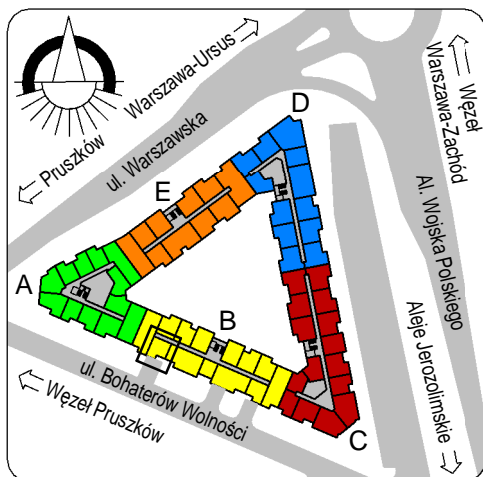 Warszawa-Ursus
Pruszków
ul. Warszawska
Węzeł
Warszawa-Zachód
Al. Wojska Polskiego
Aleje Jerozolimskie
D
E
A
B
C
ul. Bohaterów Wolności
Węzeł Pruszków